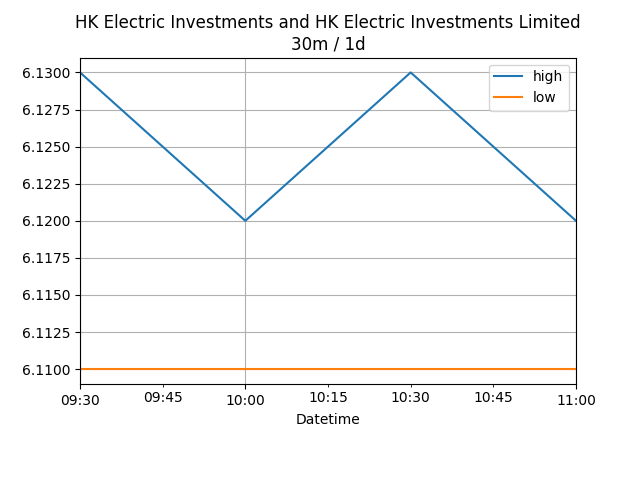 HK Electric Investments and HK Electric Investments Limited
30m / 1d
high
low
6.1300
6.1275
6.1250
6.1225
6.1200
6.1175
6.1150
6.1125
6.1100
09:30 09:45 10:00 10:15 10:30 10:45 11:00
Datetime